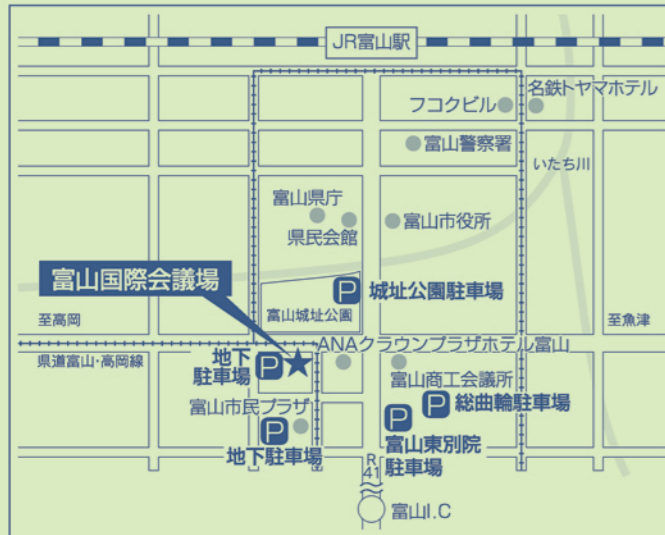 JR富山駅
名鉄トヤマホテル
フコクビル
富山警察署
いたち川
富山県庁
県民会館
富山市役所
富山国際会議場
P 城址公園駐車場
富山城址公園
至高岡
至魚津
県道富山・高岡線
ANAクラウンプラザホテル富山
地下
駐車場
P
富山商工会議所
富山市民プラザ
P 総曲輪駐車場
P
地下駐車場
P
富山東別院
駐車場
R
41
富山I.C